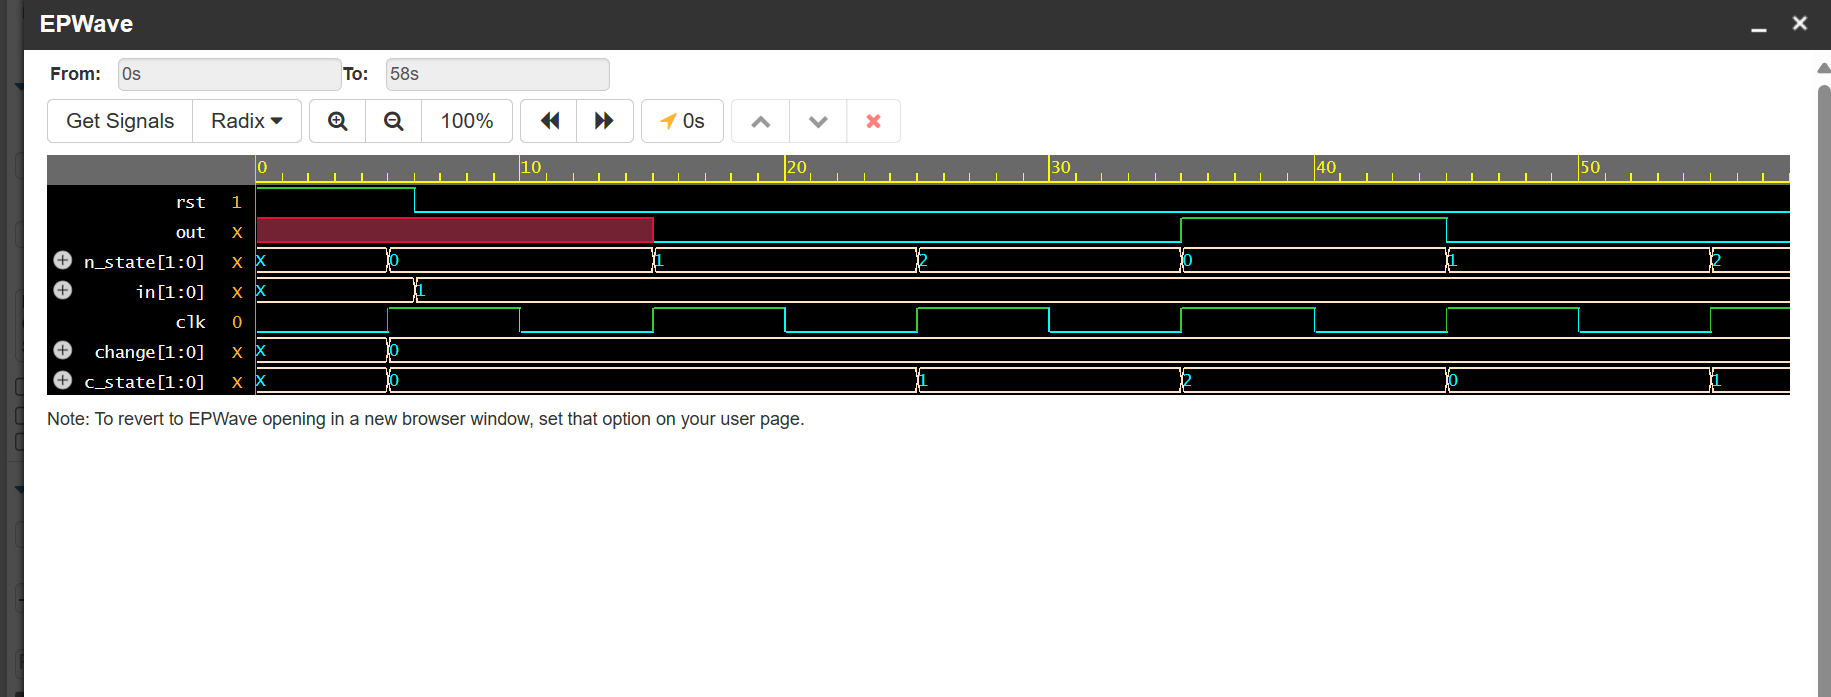 EPWave
From: 0s To: 58s
Get Signals Radix 100% 0s
0 10 20 30 40 50
rst 1
out X
n_state[1:0] X X 0 1 2 0 1 2
in[1:0] X X 1
clk 0
change[1:0] X X 0
c_state[1:0] X X 0 1 2 0 1
Note: To revert to EPWave opening in a new browser window, set that option on your user page.